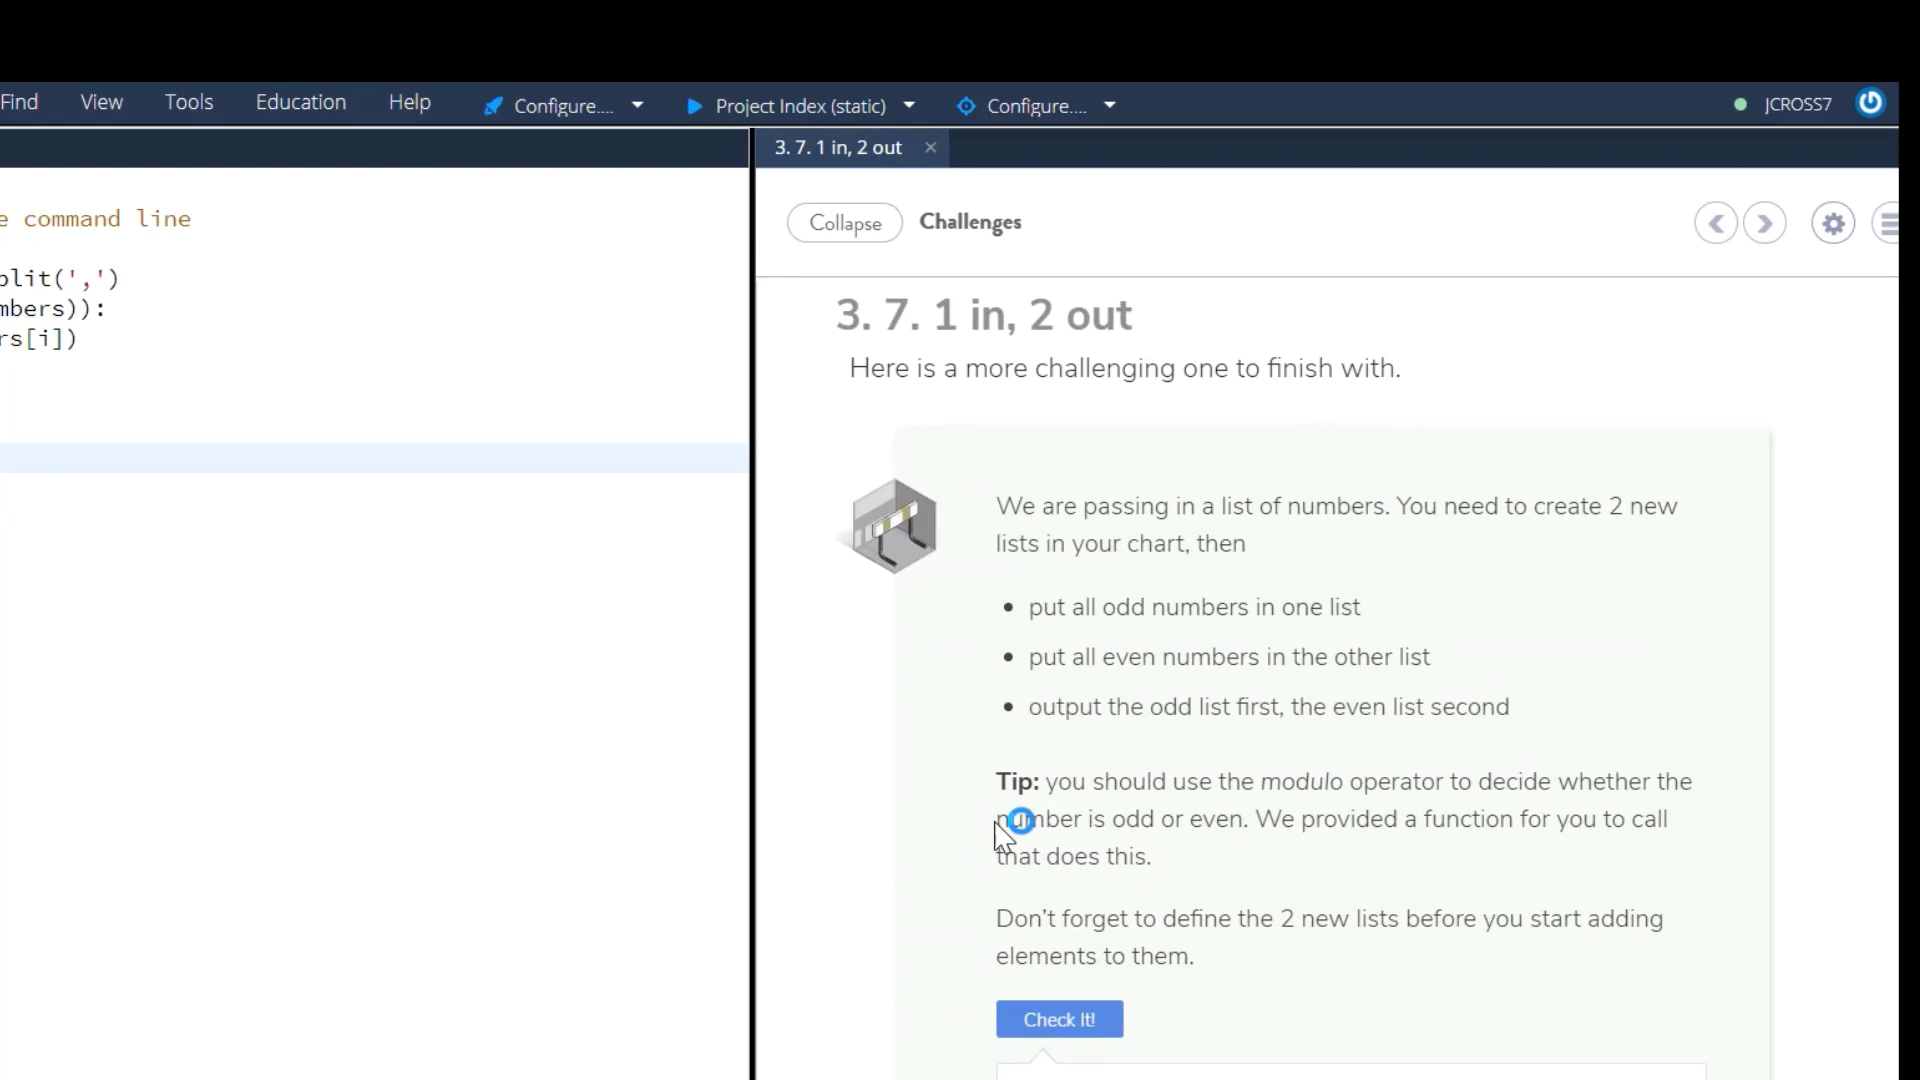 Find View Tools Education Help Configure.... Project Index (static) Configure.... JCROSS7
3. 7. 1 in, 2 out ×
e command line
plit(',')
mbers)):
rs[i])
Collapse Challenges
3. 7. 1 in, 2 out
Here is a more challenging one to finish with.
We are passing in a list of numbers. You need to create 2 new
lists in your chart, then
• put all odd numbers in one list
• put all even numbers in the other list
• output the odd list first, the even list second
Tip: you should use the modulo operator to decide whether the
number is odd or even. We provided a function for you to call
that does this.
Don't forget to define the 2 new lists before you start adding
elements to them.
Check It!